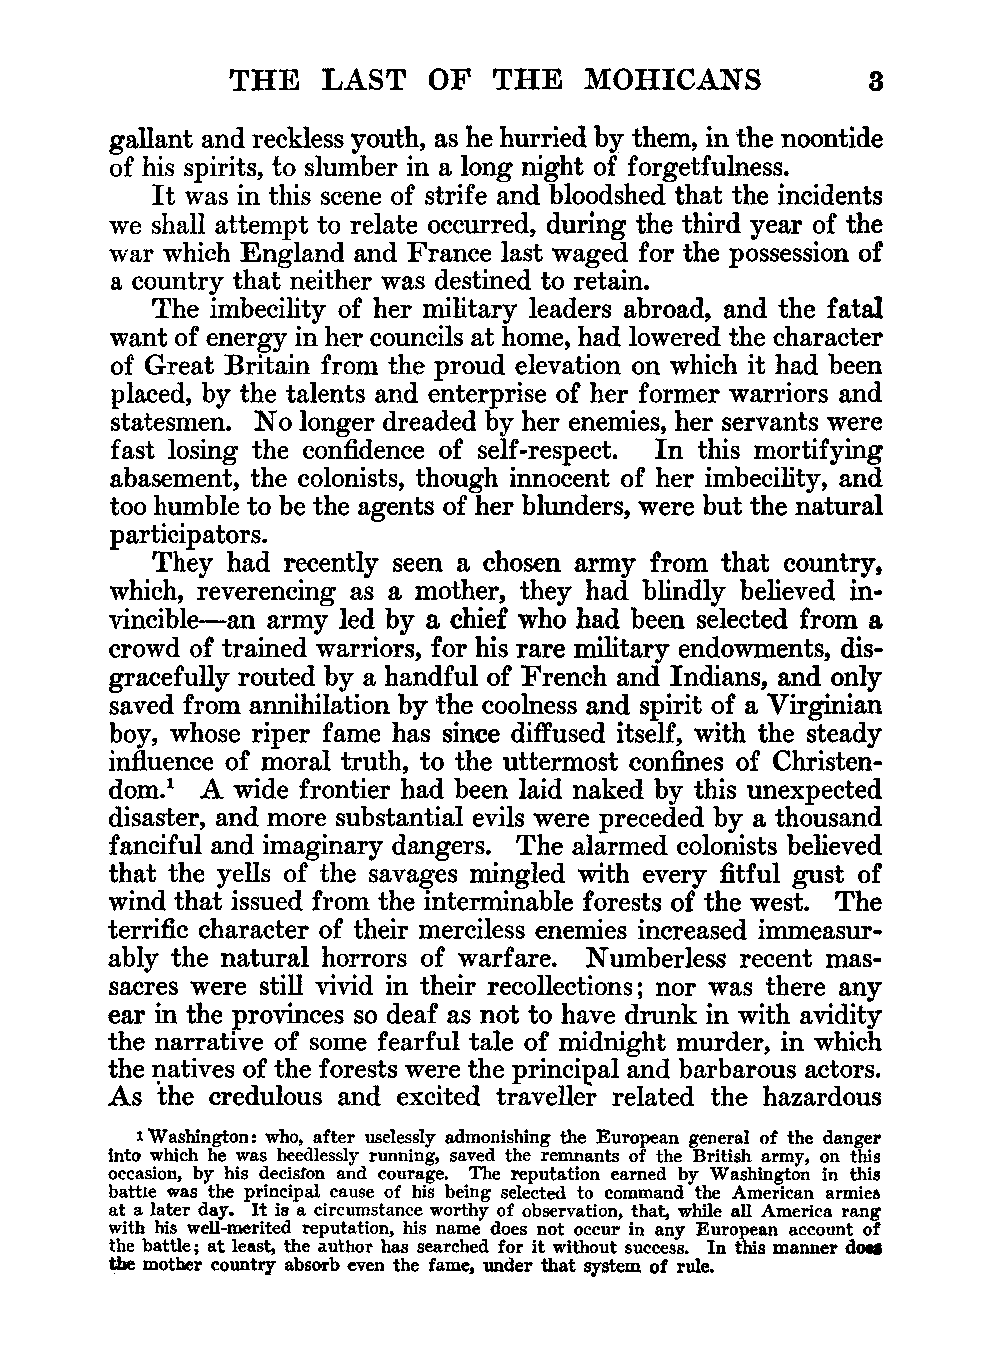 THE LAST OF THE MOHICANS 3
gallant and reckless youth, as he hurried by them, in the noontide
of his spirits, to slumber in a long night of forgetfulness.
It was in this scene of strife and bloodshed that the incidents
we shall attempt to relate occurred, during the third year of the
war which England and France last waged for the possession of
a country that neither was destined to retain.
The imbecility of her military leaders abroad, and the fatal
want of energy in her councils at home, had lowered the character
of Great Britain from the proud elevation on which it had been
placed, by the talents and enterprise of her former warriors and
statesmen. No longer dreaded by her enemies, her servants were
fast losing the confidence of self-respect. In this mortifying
abasement, the colonists, though innocent of her imbecility, and
too humble to be the agents of her blunders, were but the natural
participators.
They had recently seen a chosen army from that country,
which, reverencing as a mother, they had blindly believed in-
vincible—an army led by a chief who had been selected from a
crowd of trained warriors, for his rare military endowments, dis-
gracefully routed by a handful of French and Indians, and only
saved from annihilation by the coolness and spirit of a Virginian
boy, whose riper fame has since diffused itself, with the steady
influence of moral truth, to the uttermost confines of Christen-
dom.¹ A wide frontier had been laid naked by this unexpected
disaster, and more substantial evils were preceded by a thousand
fanciful and imaginary dangers. The alarmed colonists believed
that the yells of the savages mingled with every fitful gust of
wind that issued from the interminable forests of the west. The
terrific character of their merciless enemies increased immeasur-
ably the natural horrors of warfare. Numberless recent mas-
sacres were still vivid in their recollections; nor was there any
ear in the provinces so deaf as not to have drunk in with avidity
the narrative of some fearful tale of midnight murder, in which
the natives of the forests were the principal and barbarous actors.
As the credulous and excited traveller related the hazardous
¹ Washington: who, after uselessly admonishing the European general of the danger
into which he was heedlessly running, saved the remnants of the British army, on this
occasion, by his decision and courage. The reputation earned by Washington in this
battle was the principal cause of his being selected to command the American armies
at a later day. It is a circumstance worthy of observation, that, while all America rang
with his well-merited reputation, his name does not occur in any European account of
the battle; at least, the author has searched for it without success. In this manner does
the mother country absorb even the fame, under that system of rule.